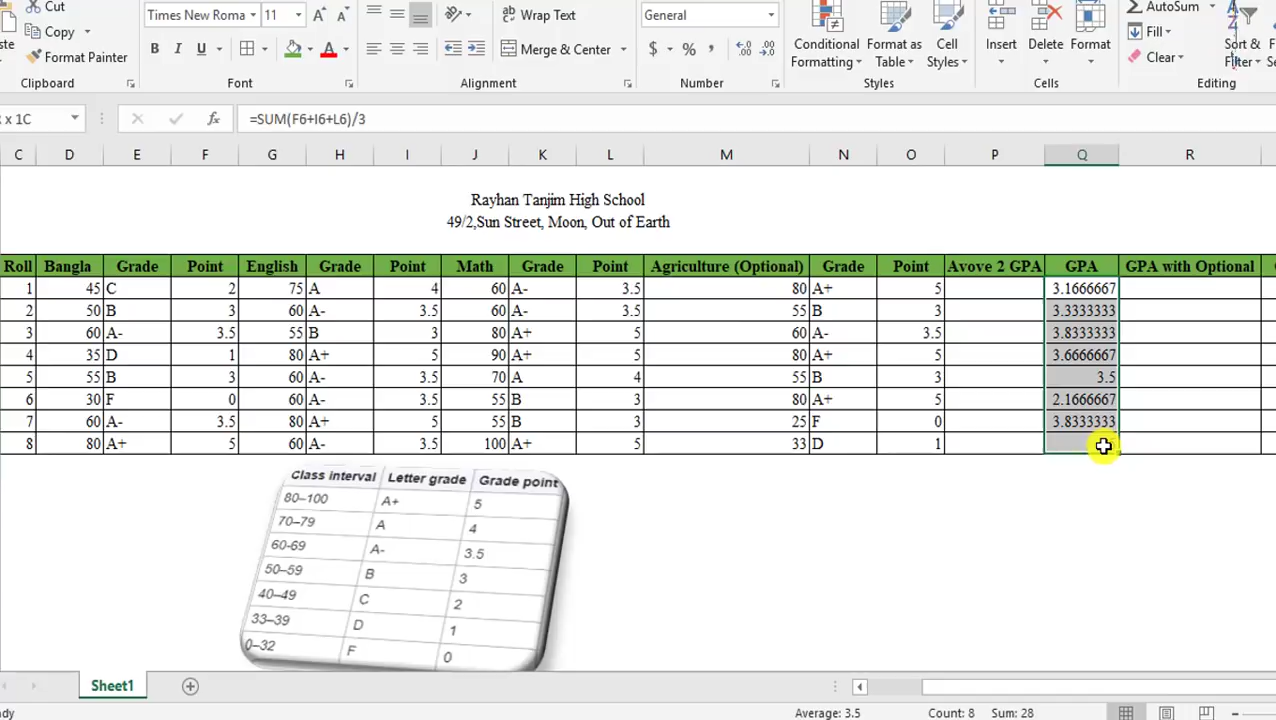 Cut
Copy
Format Painter
Clipboard
Times New Roma
11
Font
Wrap Text
Merge & Center
Alignment
General
$ % ,
Number
Conditional Formatting
Format as Table
Cell Styles
Styles
Insert
Delete
Format
Cells
AutoSum
Fill
Clear
Sort &
Filter
Editing
x 1C
fx
=SUM(F6+I6+L6)/3
C D E F G H I J K L M N O P Q R
Rayhan Tanjim High School
49/2,Sun Street, Moon, Out of Earth
Roll Bangla Grade Point English Grade Point Math Grade Point Agriculture (Optional) Grade Point Avove 2 GPA GPA GPA with Optional
1 45 C 2 75 A 4 60 A- 3.5 80 A+ 5 3.1666667
2 50 B 3 60 A- 3.5 60 A- 3.5 55 B 3 3.3333333
3 60 A- 3.5 55 B 3 80 A+ 5 60 A- 3.5 3.8333333
4 35 D 1 80 A+ 5 90 A+ 5 80 A+ 5 3.6666667
5 55 B 3 60 A- 3.5 70 A 4 55 B 3 3.5
6 30 F 0 60 A- 3.5 55 B 3 80 A+ 5 2.1666667
7 60 A- 3.5 80 A+ 5 55 B 3 25 F 0 3.8333333
8 80 A+ 5 60 A- 3.5 100 A+ 5 33 D 1
Class interval Letter grade Grade point
80–100 A+ 5
70–79 A 4
60-69 A- 3.5
50–59 B 3
40–49 C 2
33–39 D 1
0–32 F 0
Sheet1
Average: 3.5 Count: 8 Sum: 28